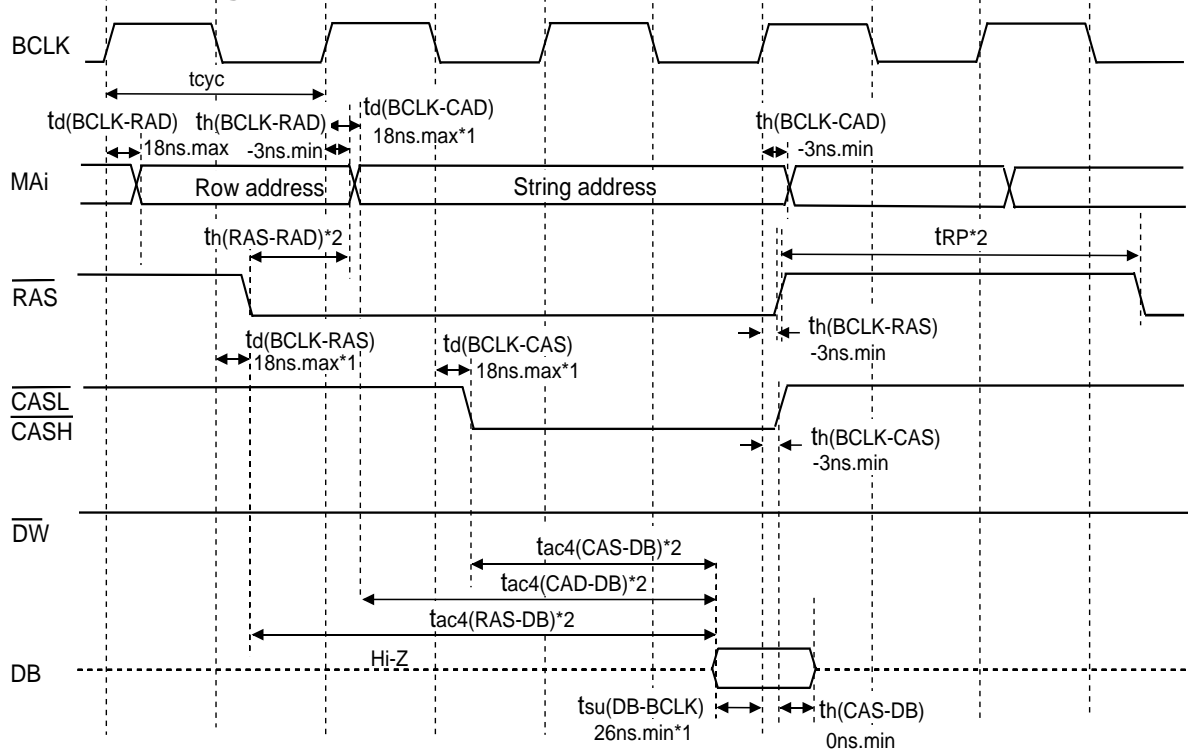 BCLK
tcyc
td(BCLK-RAD)
18ns.max
th(BCLK-RAD)
-3ns.min
td(BCLK-CAD)
18ns.max*1
th(BCLK-CAD)
-3ns.min
MAi
Row address
String address
th(RAS-RAD)*2
tRP*2
RAS
td(BCLK-RAS)
18ns.max*1
td(BCLK-CAS)
18ns.max*1
th(BCLK-RAS)
-3ns.min
CASL
CASH
th(BCLK-CAS)
-3ns.min
DW
tac4(CAS-DB)*2
tac4(CAD-DB)*2
tac4(RAS-DB)*2
Hi-Z
DB
tsu(DB-BCLK)
26ns.min*1
th(CAS-DB)
0ns.min